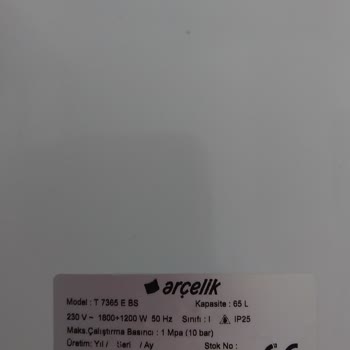 arçelik
Model : T 7365 E BS Kapasite : 65 L
230 V ~ 1800+1200 W 50 Hz Sınıfı : I IP25
Maks.Çalıştırma Basıncı : 1 Mpa (10 bar)
Üretim: Yıl / / Ay Stok No :